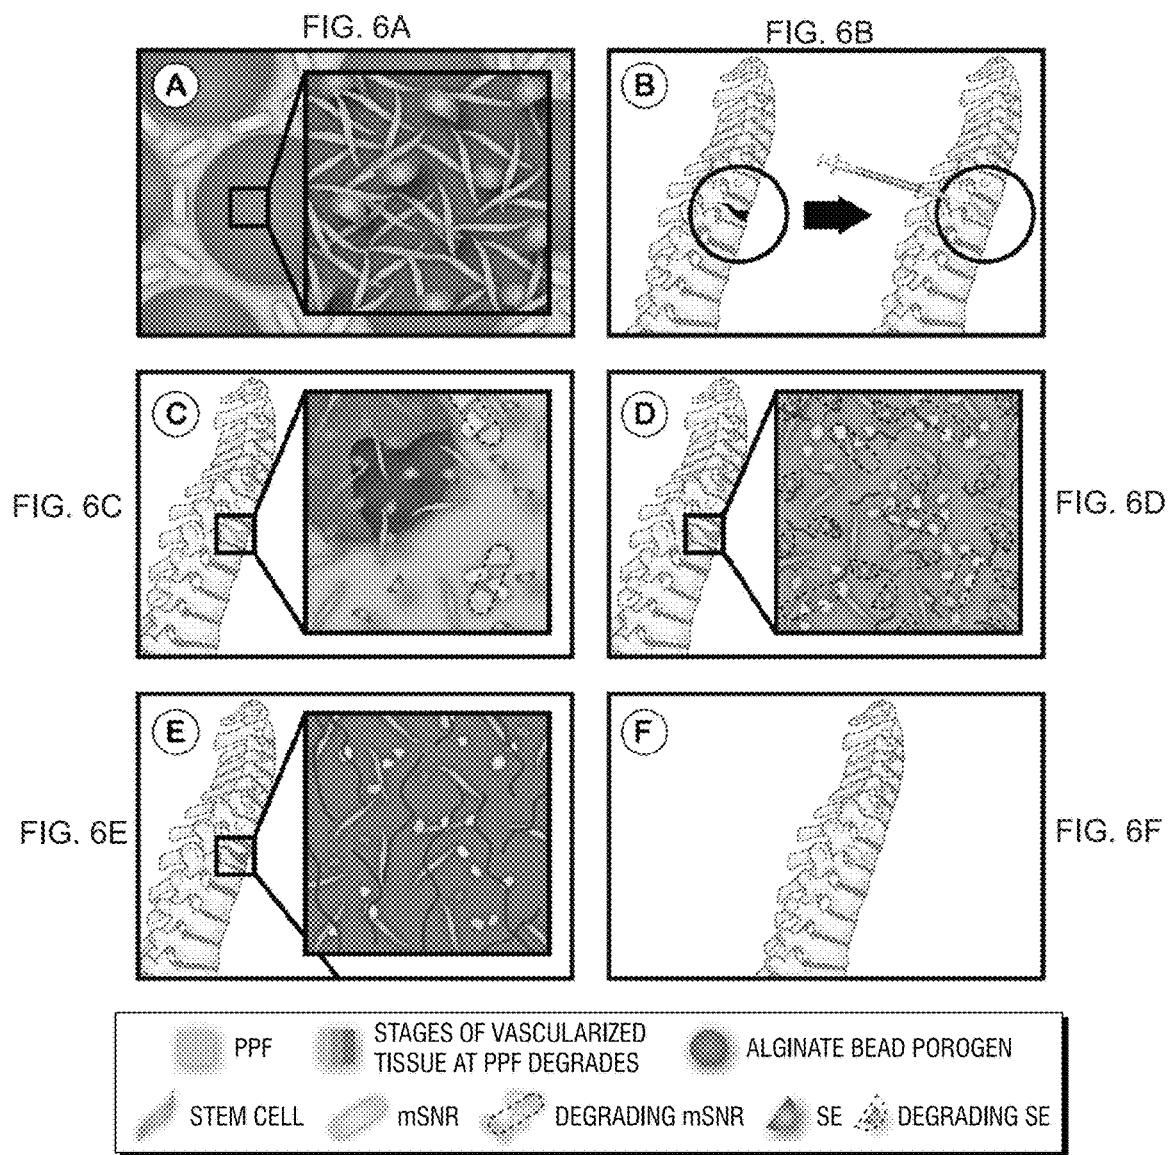 FIG. 6A
FIG. 6B
A
B
C
D
FIG. 6C
FIG. 6D
E
F
FIG. 6E
FIG. 6F
PPF
STAGES OF VASCULARIZED
TISSUE AT PPF DEGRADES
ALGINATE BEAD POROGEN
STEM CELL
mSNR
DEGRADING mSNR
SE
DEGRADING SE